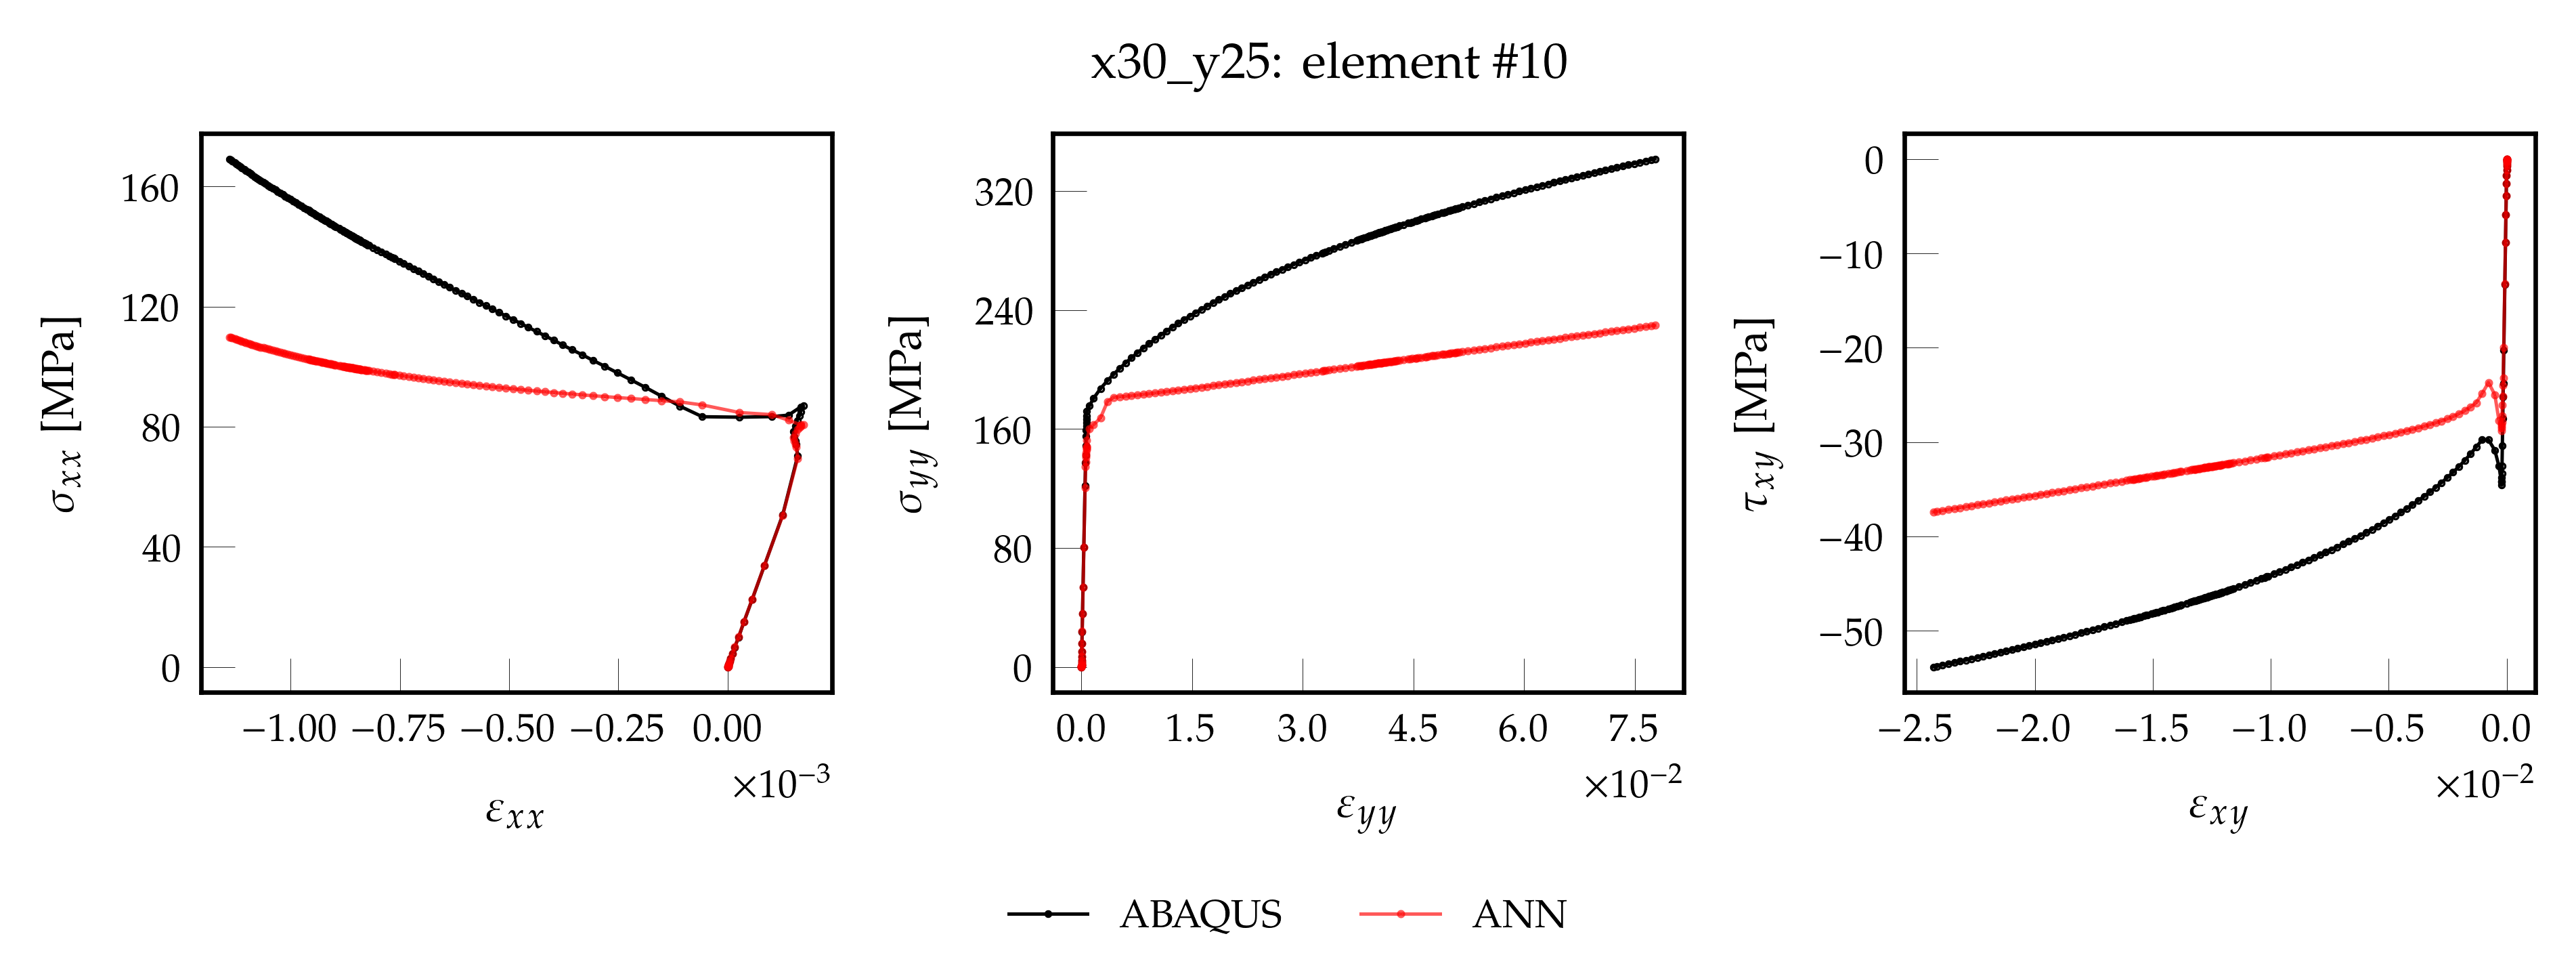 x30_y25: element #10
σxx [MPa]
160
120
80
40
0
−1.00 −0.75 −0.50 −0.25 0.00
×10−3
εxx
σyy [MPa]
320
240
160
80
0
0.0 1.5 3.0 4.5 6.0 7.5
×10−2
εyy
τxy [MPa]
0
−10
−20
−30
−40
−50
−2.5 −2.0 −1.5 −1.0 −0.5 0.0
×10−2
εxy
ABAQUS ANN